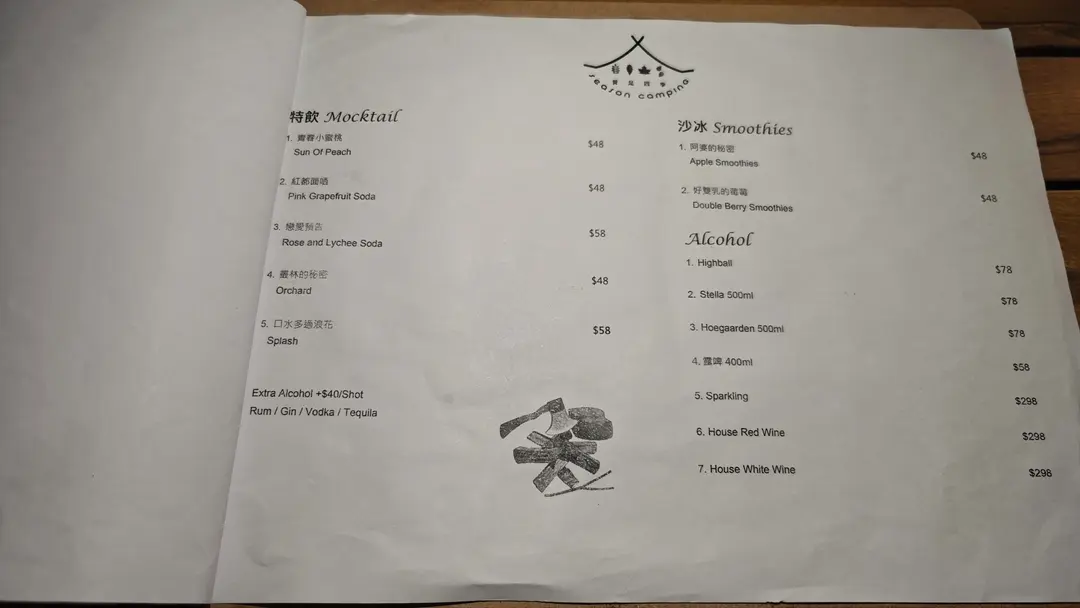 season camping
特飲 Mocktail
1. 青春小蜜桃 $48
Sun Of Peach
2. 紅都面晒 $48
Pink Grapefruit Soda
3. 戀愛預告 $58
Rose and Lychee Soda
4. 叢林的秘密 $48
Orchard
5. 口水多過浪花 $58
Splash
Extra Alcohol +$40/Shot
Rum / Gin / Vodka / Tequila
沙冰 Smoothies
1. 阿婆的秘密 $48
Apple Smoothies
2. 好雙乳的莓莓 $48
Double Berry Smoothies
Alcohol
1. Highball $78
2. Stella 500ml $78
3. Hoegaarden 500ml $78
4. 露啤 400ml $58
5. Sparkling $298
6. House Red Wine $298
7. House White Wine $298